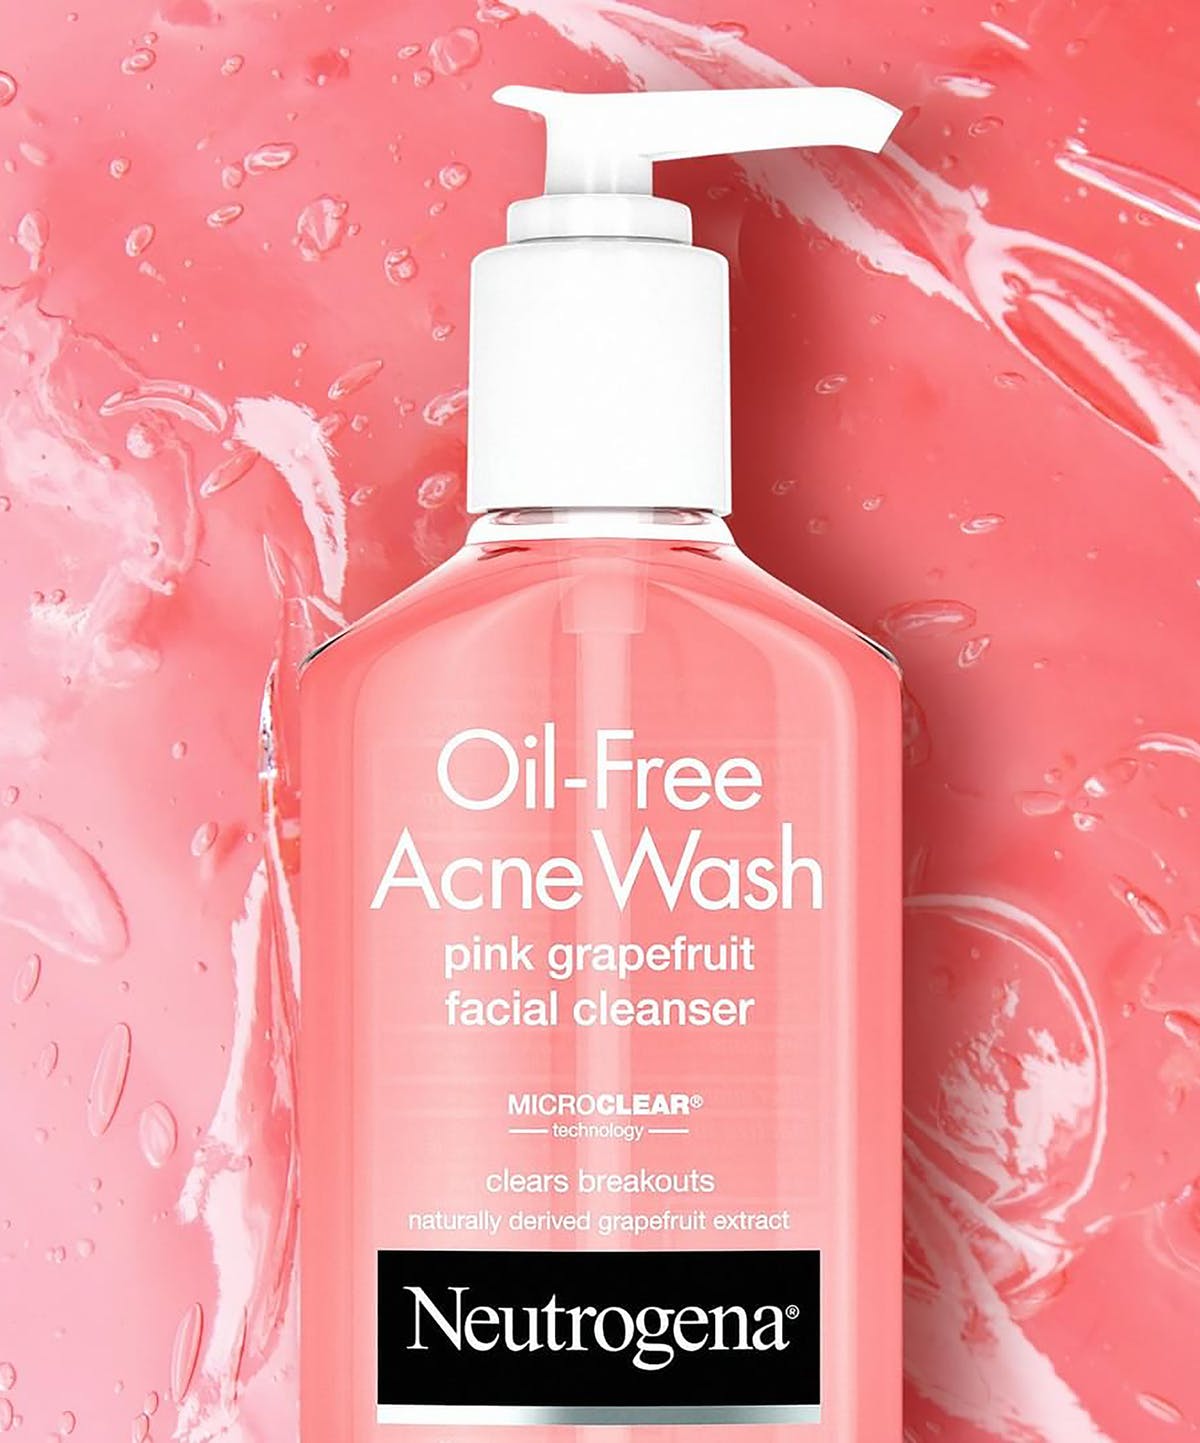 Oil-Free
Acne Wash
pink grapefruit
facial cleanser
MICROCLEAR®
technology
clears breakouts
naturally derived grapefruit extract
Neutrogena®